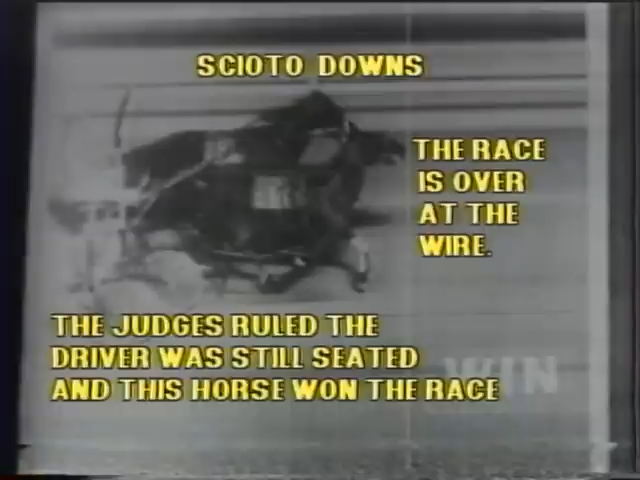 SCIOTO DOWNS
THE RACE
IS OVER
AT THE
WIRE.
THE JUDGES RULED THE
DRIVER WAS STILL SEATED
AND THIS HORSE WON THE RACE
WIN